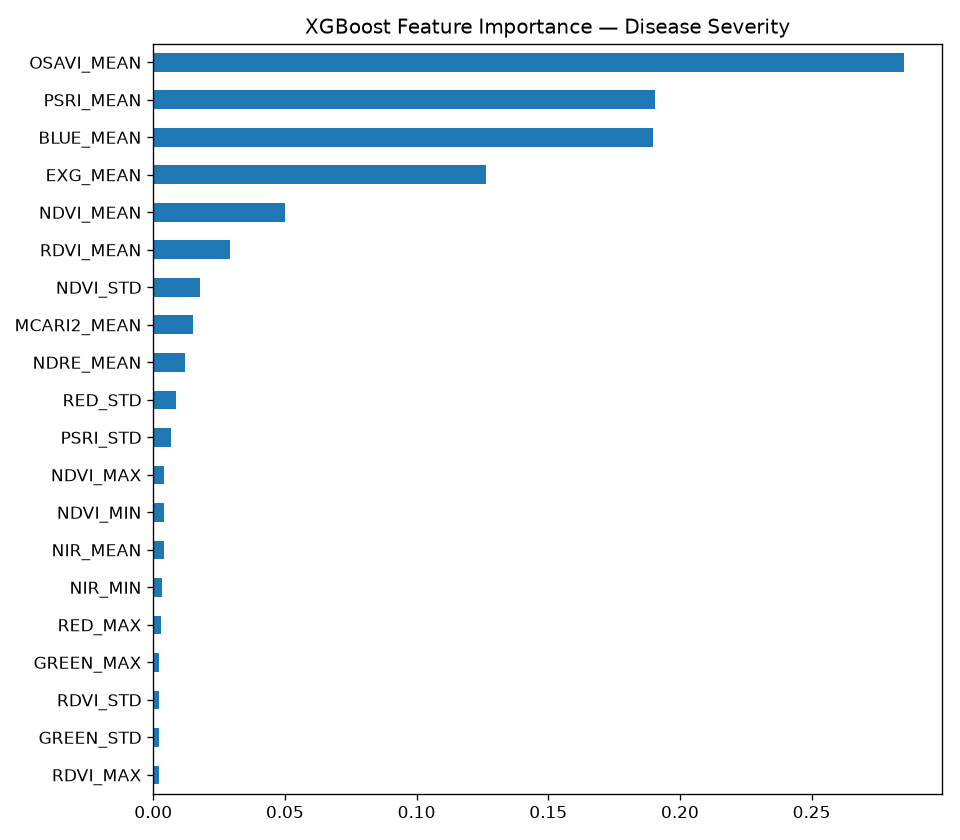 XGBoost Feature Importance — Disease Severity
OSAVI_MEAN
PSRI_MEAN
BLUE_MEAN
EXG_MEAN
NDVI_MEAN
RDVI_MEAN
NDVI_STD
MCARI2_MEAN
NDRE_MEAN
RED_STD
PSRI_STD
NDVI_MAX
NDVI_MIN
NIR_MEAN
NIR_MIN
RED_MAX
GREEN_MAX
RDVI_STD
GREEN_STD
RDVI_MAX
0.00 0.05 0.10 0.15 0.20 0.25